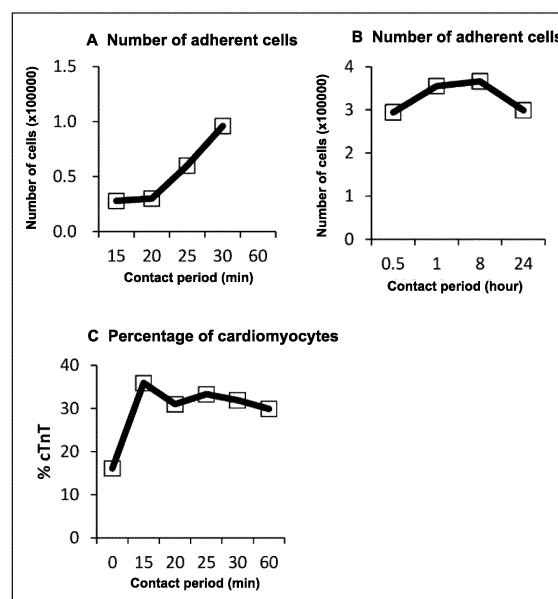 A Number of adherent cells
Number of cells (x100000)
1.5
1.0
0.5
0.0
15 20 25 30 60
Contact period (min)
B Number of adherent cells
Number of cells (x100000)
4
3
2
1
0
0.5 1 8 24
Contact period (hour)
C Percentage of cardiomyocytes
% cTnT
40
30
20
10
0
0 15 20 25 30 60
Contact period (min)